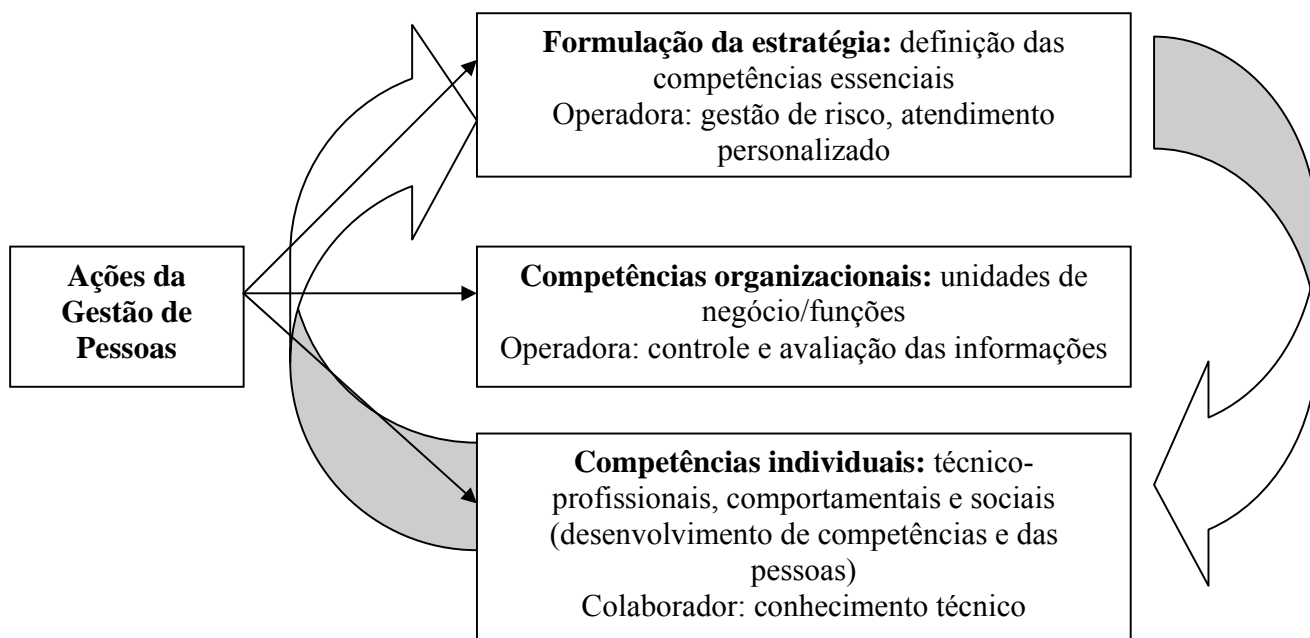 Formulação da estratégia: definição das
competências essenciais
Operadora: gestão de risco, atendimento
personalizado
Ações da
Gestão de
Pessoas
Competências organizacionais: unidades de
negócio/funções
Operadora: controle e avaliação das informações
Competências individuais: técnico-
profissionais, comportamentais e sociais
(desenvolvimento de competências e das
pessoas)
Colaborador: conhecimento técnico